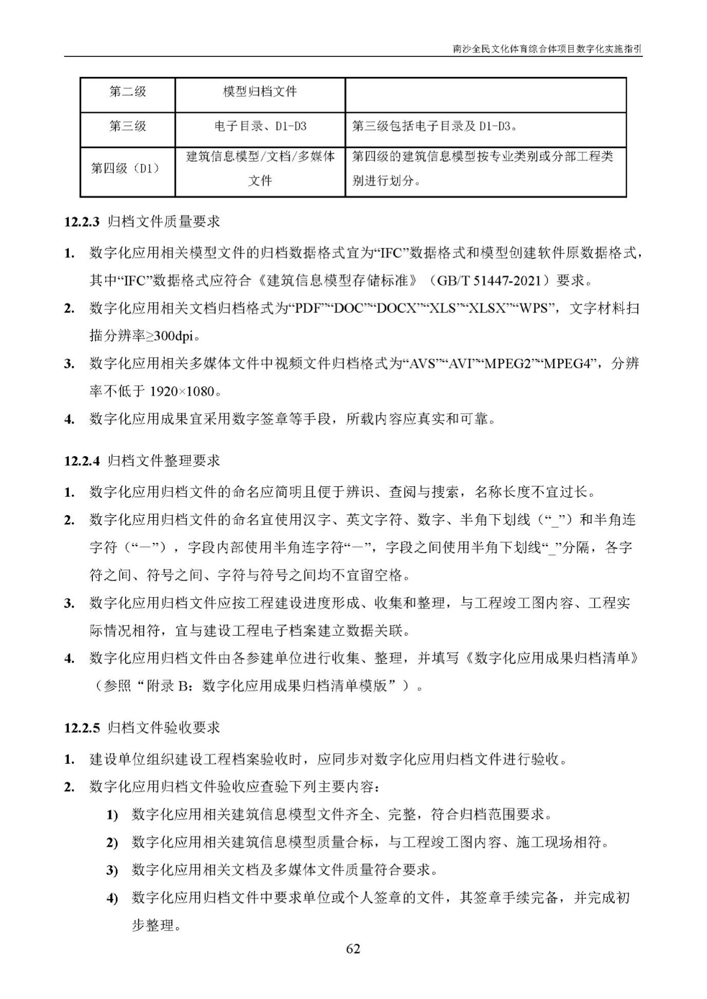 南沙全民文化体育综合体项目数字化实施指引
第二级 模型归档文件
第三级 电子目录、D1-D3 第三级包括电子目录及 D1-D3。
第四级（D1） 建筑信息模型/文档/多媒体 第四级的建筑信息模型按专业类别或分部工程类
文件 别进行划分。
12.2.3 归档文件质量要求
1. 数字化应用相关模型文件的归档数据格式宜为“IFC”数据格式和模型创建软件原数据格式，
其中“IFC”数据格式应符合《建筑信息模型存储标准》（GB/T 51447-2021）要求。
2. 数字化应用相关文档归档格式为“PDF”“DOC”“DOCX”“XLS”“XLSX”“WPS”，文字材料扫
描分辨率≥300dpi。
3. 数字化应用相关多媒体文件中视频文件归档格式为“AVS”“AVI”“MPEG2”“MPEG4”，分辨
率不低于 1920×1080。
4. 数字化应用成果宜采用数字签章等手段，所载内容应真实和可靠。
12.2.4 归档文件整理要求
1. 数字化应用归档文件的命名应简明且便于辨识、查阅与搜索，名称长度不宜过长。
2. 数字化应用归档文件的命名宜使用汉字、英文字符、数字、半角下划线（“_”）和半角连
字符（“—”），字段内部使用半角连字符“—”，字段之间使用半角下划线“_”分隔，各字
符之间、符号之间、字符与符号之间均不宜留空格。
3. 数字化应用归档文件应按工程建设进度形成、收集和整理，与工程竣工图内容、工程实
际情况相符，宜与建设工程电子档案建立数据关联。
4. 数字化应用归档文件由各参建单位进行收集、整理，并填写《数字化应用成果归档清单》
（参照“附录 B：数字化应用成果归档清单模版”）。
12.2.5 归档文件验收要求
1. 建设单位组织建设工程档案验收时，应同步对数字化应用归档文件进行验收。
2. 数字化应用归档文件验收应查验下列主要内容：
1) 数字化应用相关建筑信息模型文件齐全、完整，符合归档范围要求。
2) 数字化应用相关建筑信息模型质量合标，与工程竣工图内容、施工现场相符。
3) 数字化应用相关文档及多媒体文件质量符合要求。
4) 数字化应用归档文件中要求单位或个人签章的文件，其签章手续完备，并完成初
步整理。
62